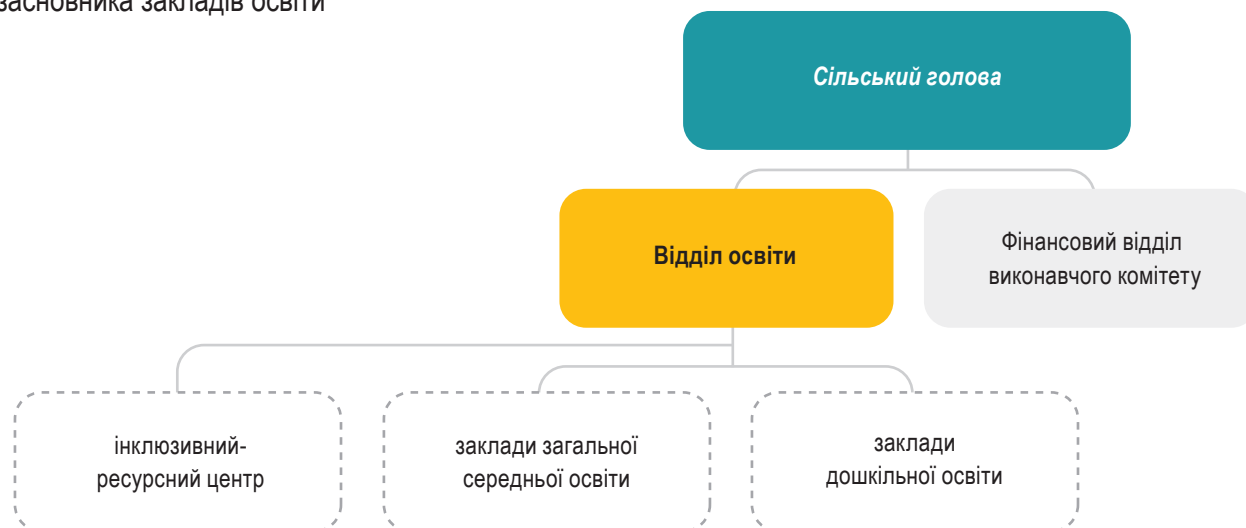 засновника закладів освіти
Сільський голова
Відділ освіти
Фінансовий відділ
виконавчого комітету
інклюзивний-
ресурсний центр
заклади загальної
середньої освіти
заклади
дошкільної освіти